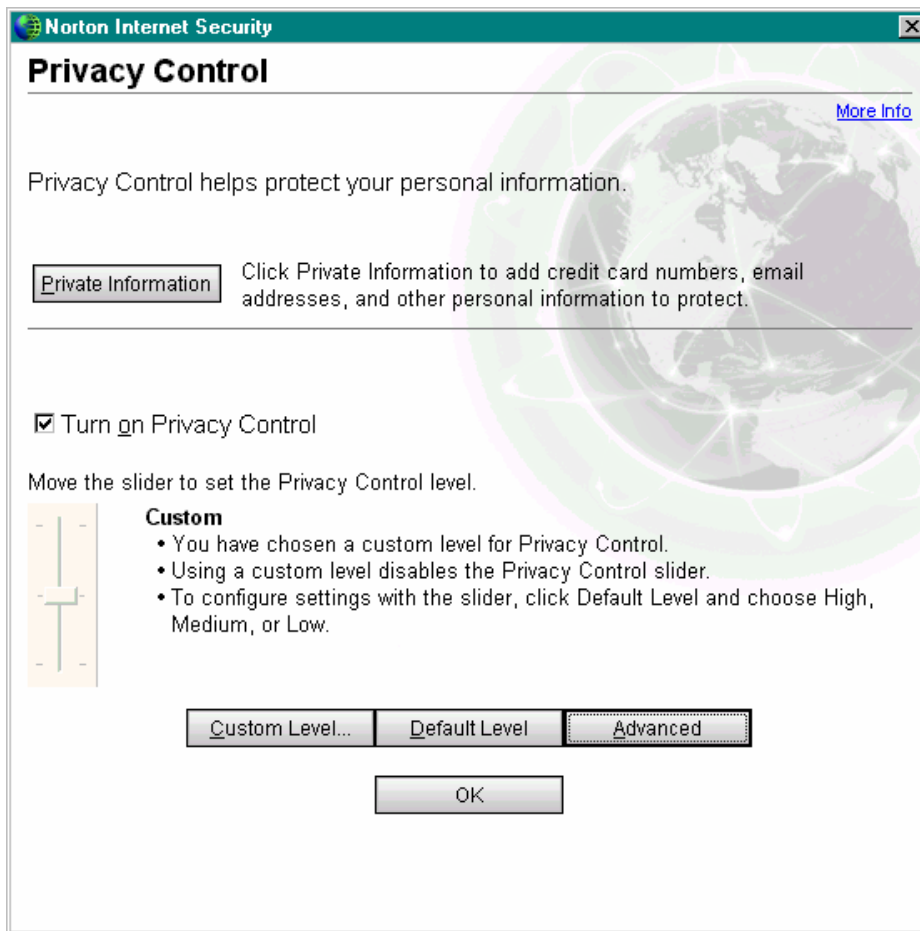 Norton Internet Security
Privacy Control
More Info
Privacy Control helps protect your personal information.
Private Information
Click Private Information to add credit card numbers, email
addresses, and other personal information to protect.
Turn on Privacy Control
Move the slider to set the Privacy Control level.
Custom
• You have chosen a custom level for Privacy Control.
• Using a custom level disables the Privacy Control slider.
• To configure settings with the slider, click Default Level and choose High,
Medium, or Low.
Custom Level... Default Level Advanced
OK